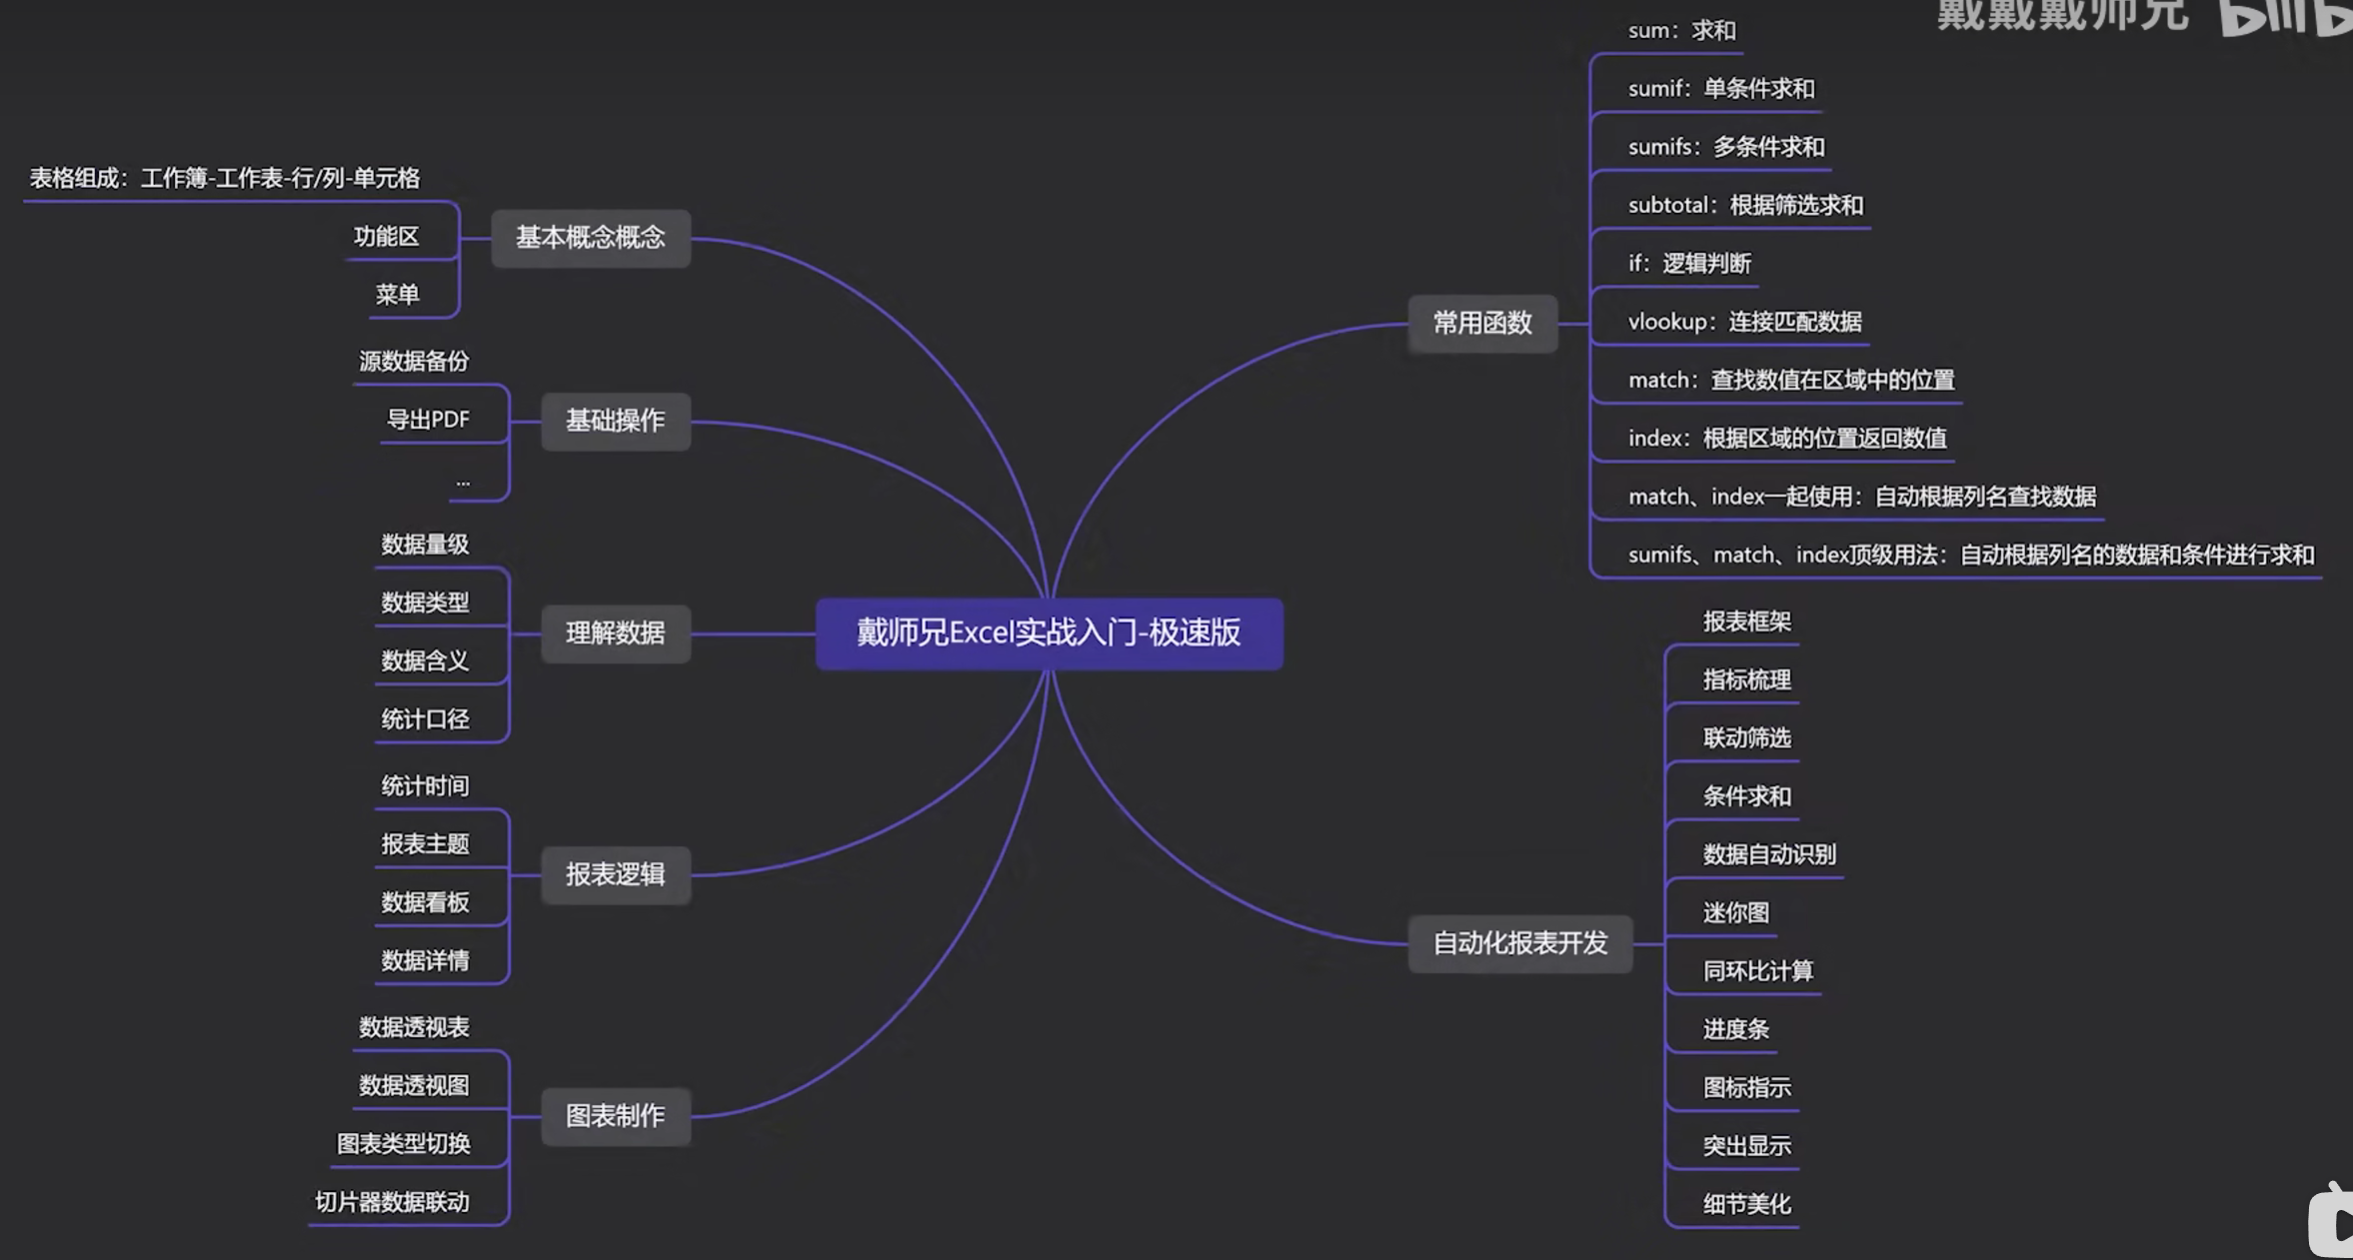 戴戴戴师兄
表格组成：工作簿-工作表-行/列-单元格
功能区
菜单
基本概念概念
源数据备份
导出PDF
...
基础操作
数据量级
数据类型
数据含义
统计口径
理解数据
统计时间
报表主题
数据看板
数据详情
报表逻辑
数据透视表
数据透视图
图表类型切换
切片器数据联动
图表制作
戴师兄Excel实战入门-极速版
常用函数
sum：求和
sumif：单条件求和
sumifs：多条件求和
subtotal：根据筛选求和
if：逻辑判断
vlookup：连接匹配数据
match：查找数值在区域中的位置
index：根据区域的位置返回数值
match、index一起使用：自动根据列名查找数据
sumifs、match、index顶级用法：自动根据列名的数据和条件进行求和
自动化报表开发
报表框架
指标梳理
联动筛选
条件求和
数据自动识别
迷你图
同环比计算
进度条
图标指示
突出显示
细节美化